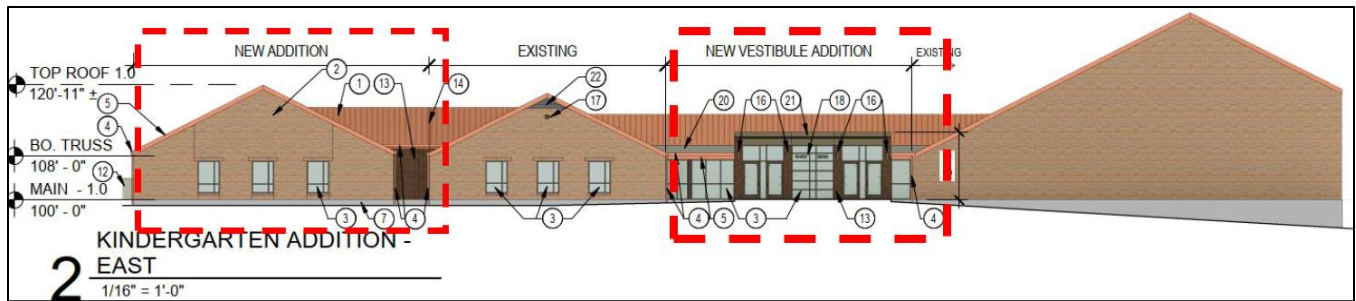 NEW ADDITION EXISTING NEW VESTIBULE ADDITION EXISTING
TOP ROOF 1.0
120'-11" ±
2 1 13 14 22 17 20 16 21 18 16
5
4
BO. TRUSS
108' - 0"
12
MAIN - 1.0
100' - 0"
3 7 4 3 4 5 3 13 4
KINDERGARTEN ADDITION -
2 EAST
1/16" = 1'-0"